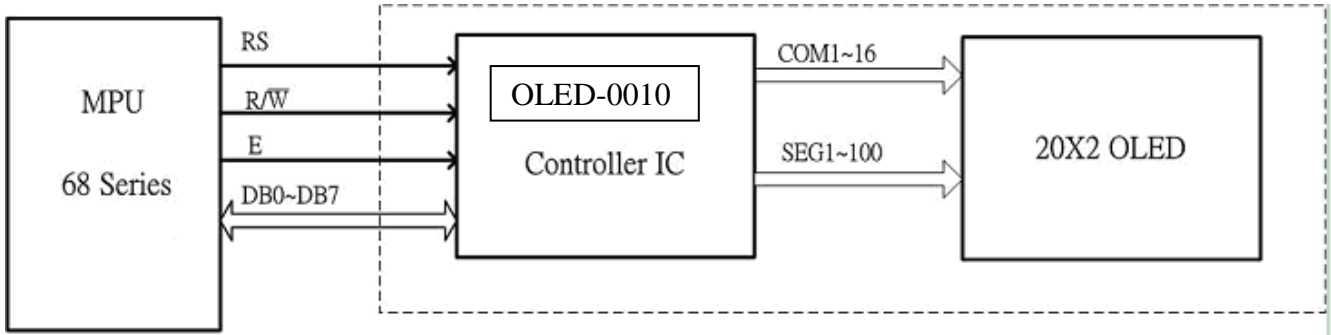 MPU
68 Series
RS
R/W̅
E
DB0~DB7
OLED-0010
Controller IC
COM1~16
SEG1~100
20X2 OLED